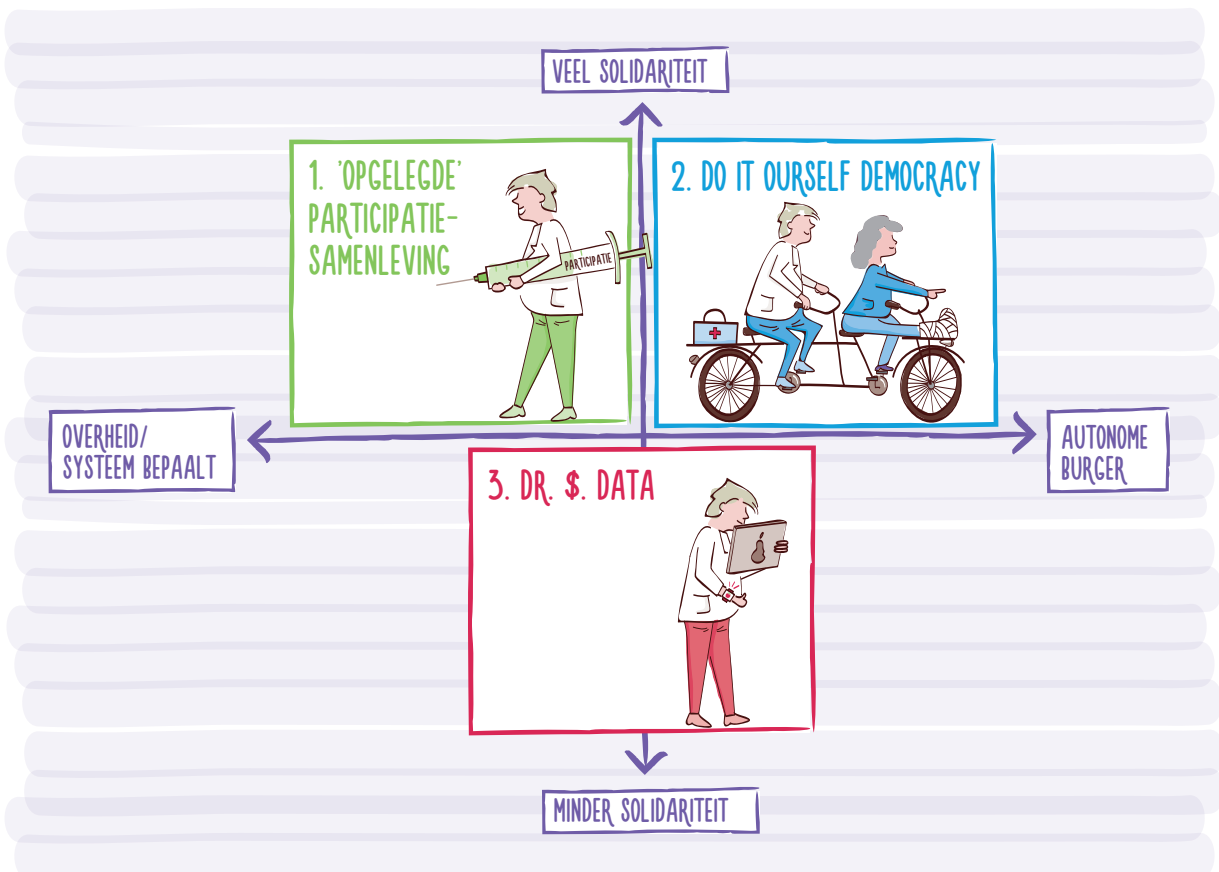 VEEL SOLIDARITEIT
1. 'OPGELEGDE'
PARTICIPATIE-
SAMENLEVING
PARTICIPATIE
2. DO IT OURSELF DEMOCRACY
OVERHEID/
SYSTEEM BEPAALT
AUTONOME
BURGER
3. DR. $. DATA
MINDER SOLIDARITEIT